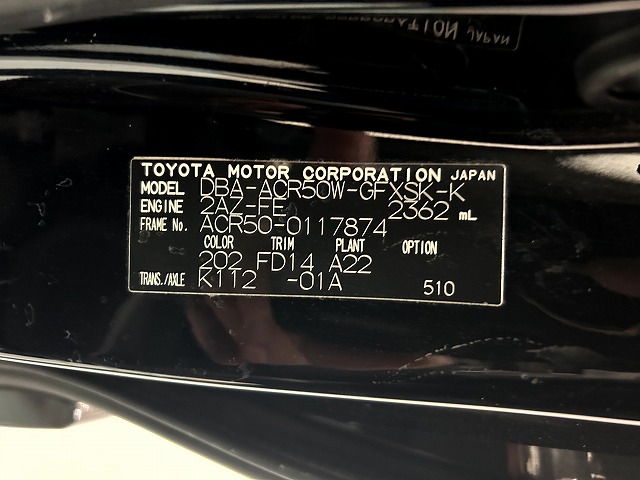 TOYOTA MOTOR CORPORATION JAPAN
MODEL DBA-ACR50W-GFXSK-K
ENGINE 2AZ-FE 2362 mL
FRAME No. ACR50-0117874
COLOR TRIM PLANT OPTION
202 FD14 A22
TRANS./AXLE K112 -01A 510